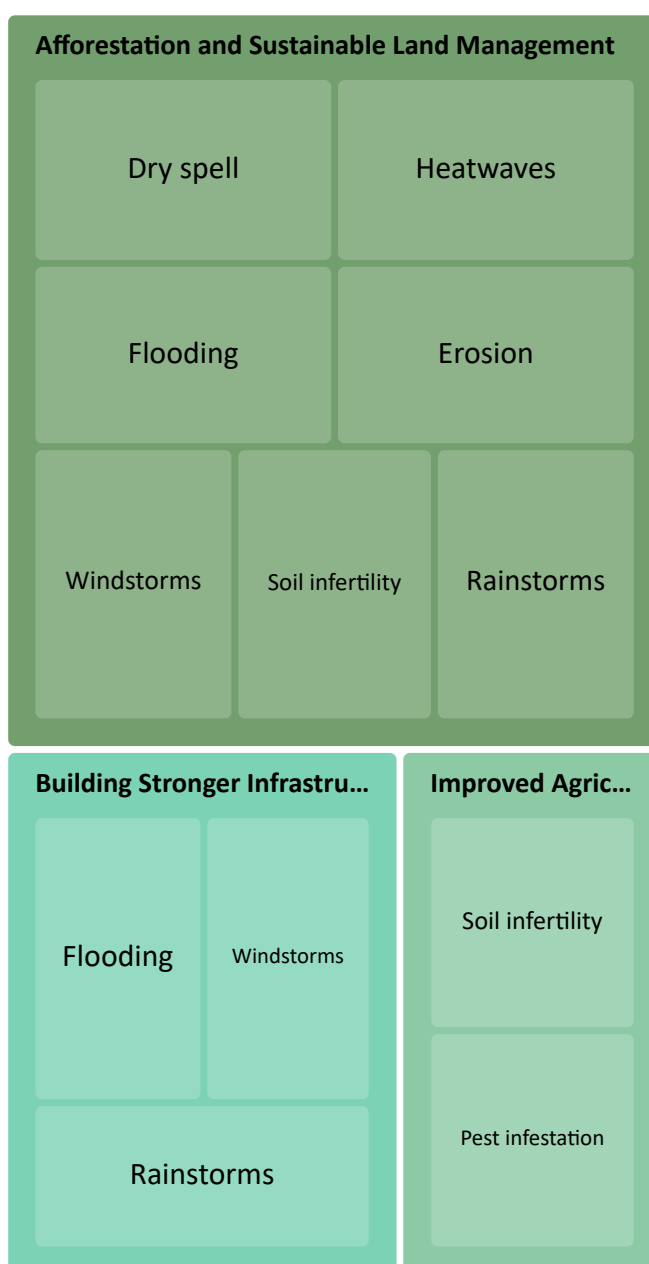 Afforestation and Sustainable Land Management
Dry spell
Heatwaves
Flooding
Erosion
Windstorms
Soil infertility
Rainstorms
Building Stronger Infrastru...
Flooding
Windstorms
Rainstorms
Improved Agric...
Soil infertility
Pest infestation